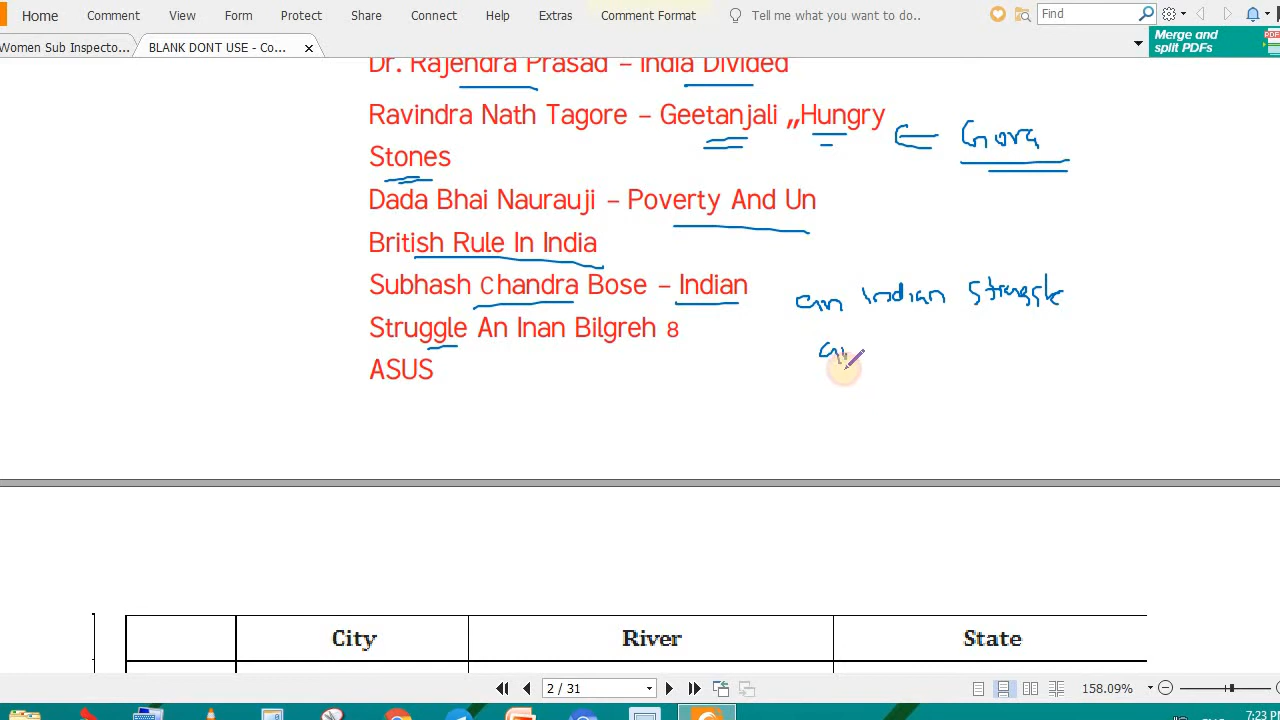 Home Comment View Form Protect Share Connect Help Extras Comment Format Tell me what you want to do.. Find
Women Sub Inspecto... BLANK DONT USE - Co... Merge and
split PDFs
Dr. Rajendra Prasad – India Divided
Ravindra Nath Tagore – Geetanjali ,,Hungry
Gora
Stones
Dada Bhai Naurauji – Poverty And Un
British Rule In India
Subhash Chandra Bose – Indian
an Indian Struggle
Struggle An Inan Bilgreh 8
ASUS
City River State
2 / 31 158.09%
7:23 PM